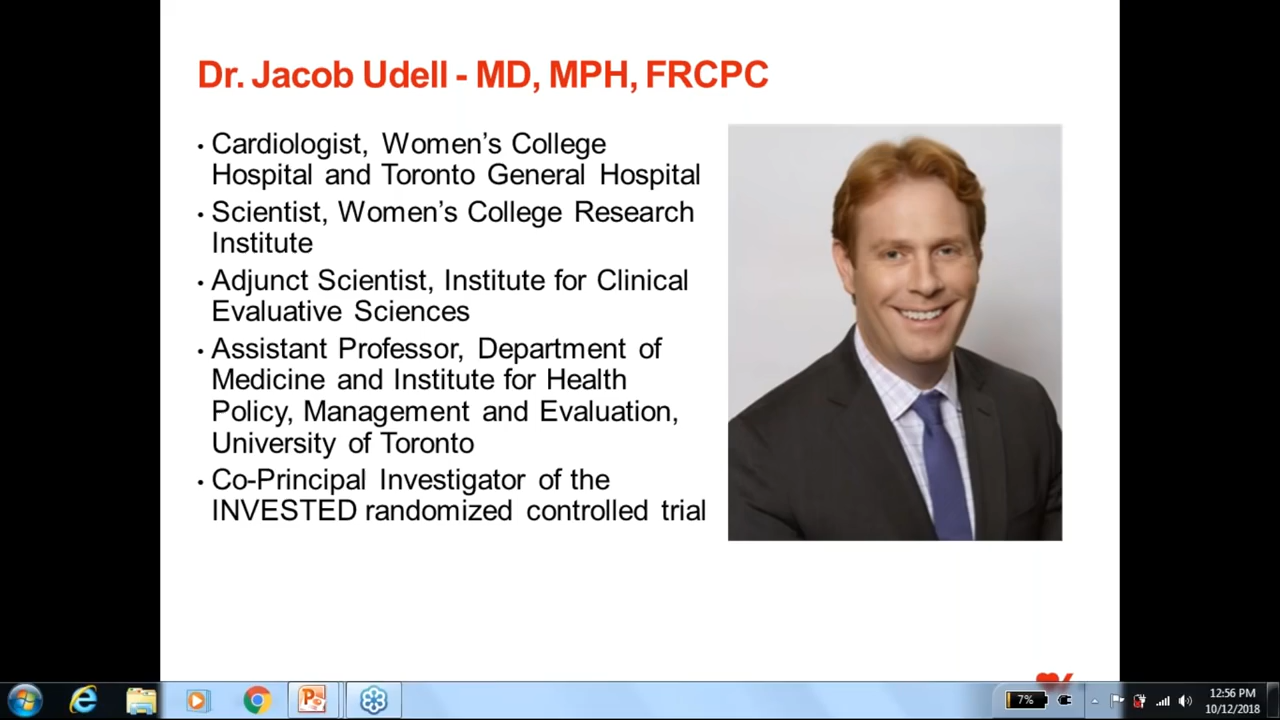 Dr. Jacob Udell - MD, MPH, FRCPC
• Cardiologist, Women's College
Hospital and Toronto General Hospital
• Scientist, Women's College Research
Institute
• Adjunct Scientist, Institute for Clinical
Evaluative Sciences
• Assistant Professor, Department of
Medicine and Institute for Health
Policy, Management and Evaluation,
University of Toronto
• Co-Principal Investigator of the
INVESTED randomized controlled trial
7%
12:56 PM
10/12/2018